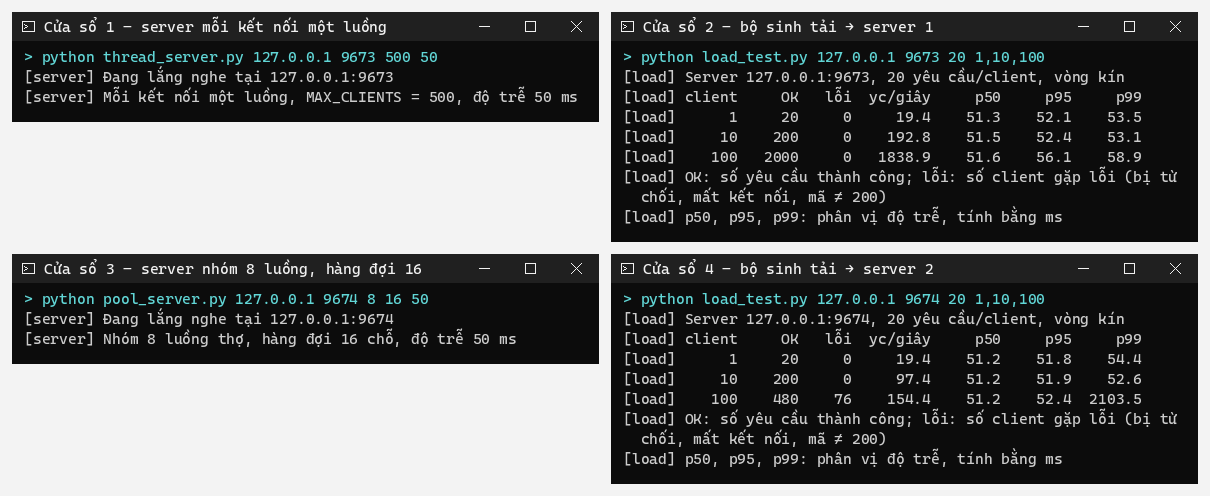 Cửa sổ 1 — server mỗi kết nối một luồng
> python thread_server.py 127.0.0.1 9673 500 50
[server] Đang lắng nghe tại 127.0.0.1:9673
[server] Mỗi kết nối một luồng, MAX_CLIENTS = 500, độ trễ 50 ms
Cửa sổ 2 — bộ sinh tải → server 1
> python load_test.py 127.0.0.1 9673 20 1,10,100
[load] Server 127.0.0.1:9673, 20 yêu cầu/client, vòng kín
[load] client     OK   lỗi  yc/giây     p50     p95     p99
[load]      1     20     0     19.4    51.3    52.1    53.5
[load]     10    200     0    192.8    51.5    52.4    53.1
[load]    100   2000     0   1838.9    51.6    56.1    58.9
[load] OK: số yêu cầu thành công; lỗi: số client gặp lỗi (bị từ
chối, mất kết nối, mã ≠ 200)
[load] p50, p95, p99: phân vị độ trễ, tính bằng ms
Cửa sổ 3 — server nhóm 8 luồng, hàng đợi 16
> python pool_server.py 127.0.0.1 9674 8 16 50
[server] Đang lắng nghe tại 127.0.0.1:9674
[server] Nhóm 8 luồng thợ, hàng đợi 16 chỗ, độ trễ 50 ms
Cửa sổ 4 — bộ sinh tải → server 2
> python load_test.py 127.0.0.1 9674 20 1,10,100
[load] Server 127.0.0.1:9674, 20 yêu cầu/client, vòng kín
[load] client     OK   lỗi  yc/giây     p50     p95     p99
[load]      1     20     0     19.4    51.2    51.8    54.4
[load]     10    200     0     97.4    51.2    51.9    52.6
[load]    100    480    76    154.4    51.2    52.4  2103.5
[load] OK: số yêu cầu thành công; lỗi: số client gặp lỗi (bị từ
chối, mất kết nối, mã ≠ 200)
[load] p50, p95, p99: phân vị độ trễ, tính bằng ms